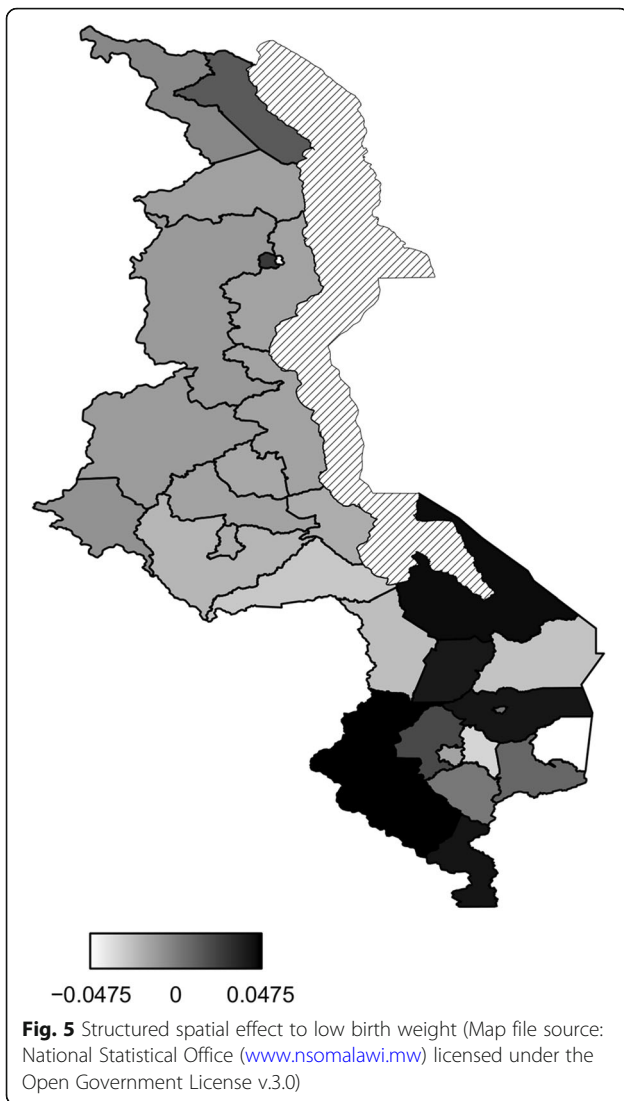 −0.0475 0 0.0475
Fig. 5 Structured spatial effect to low birth weight (Map file source:
National Statistical Office (www.nsomalawi.mw) licensed under the
Open Government License v.3.0)